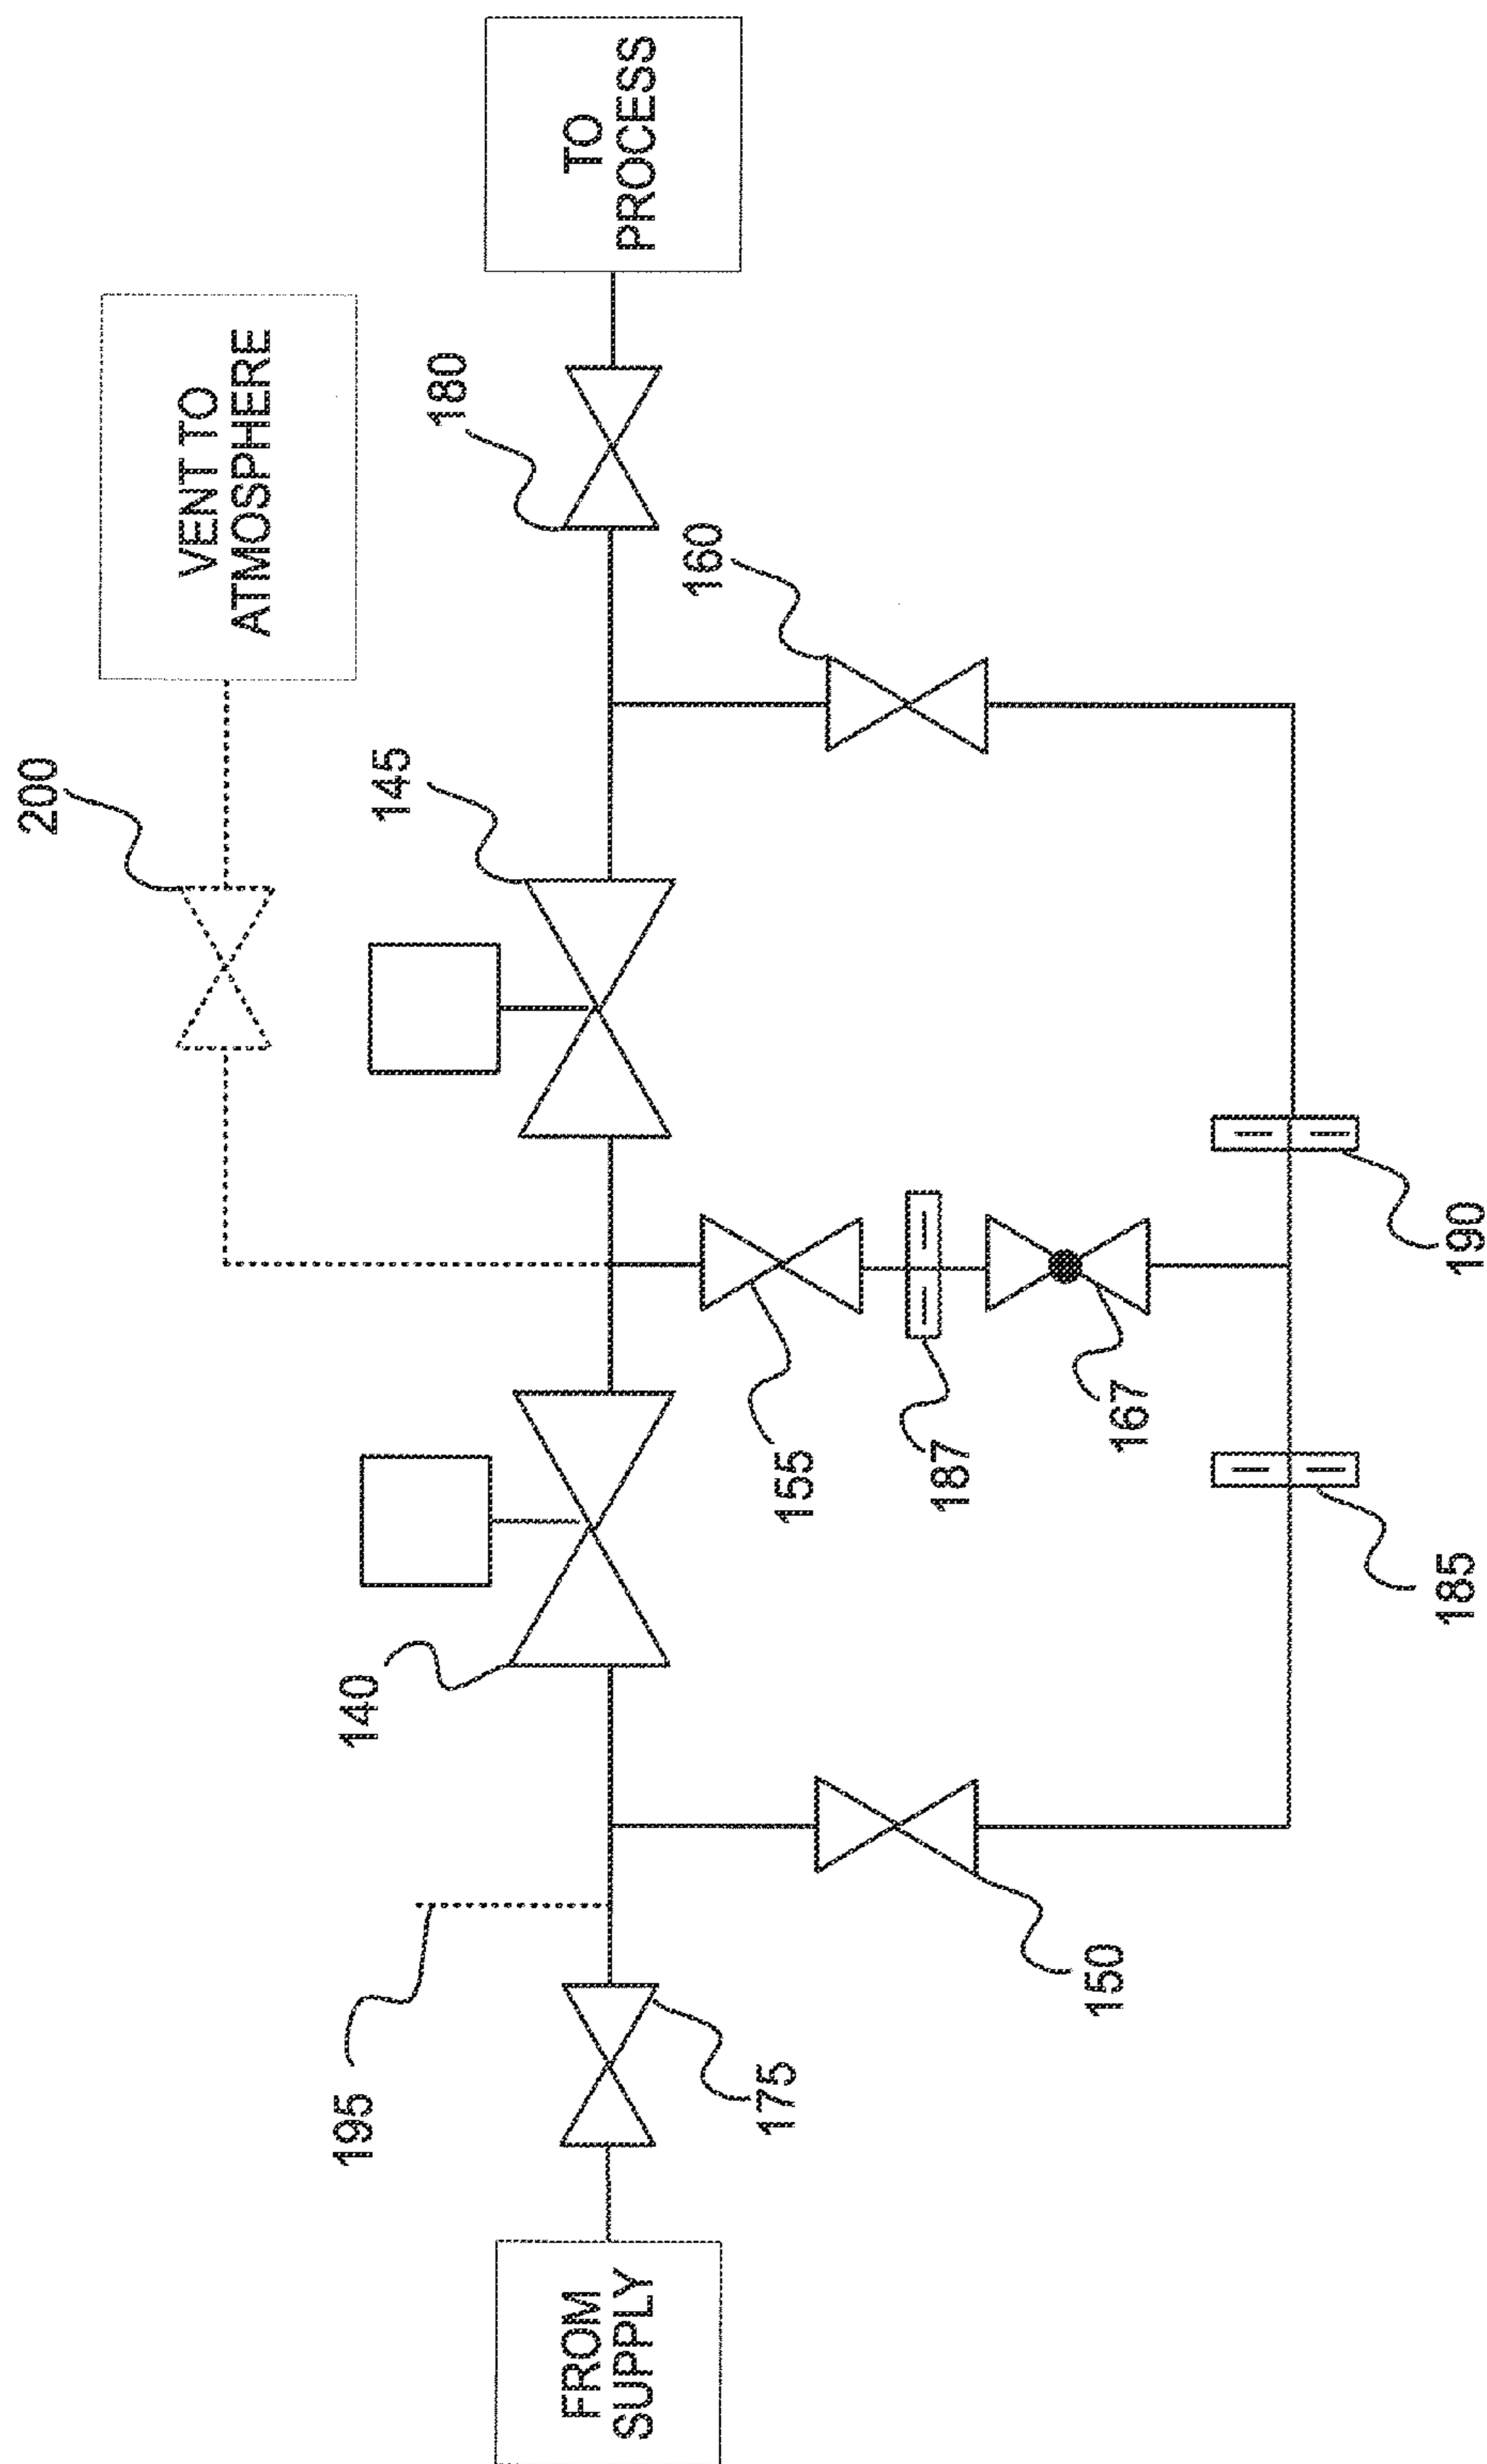 VENT TO
ATMOSPHERE
TO
PROCESS
FROM
SUPPLY
200
180
145
160
140
195
155
187
167
190
185
150
175